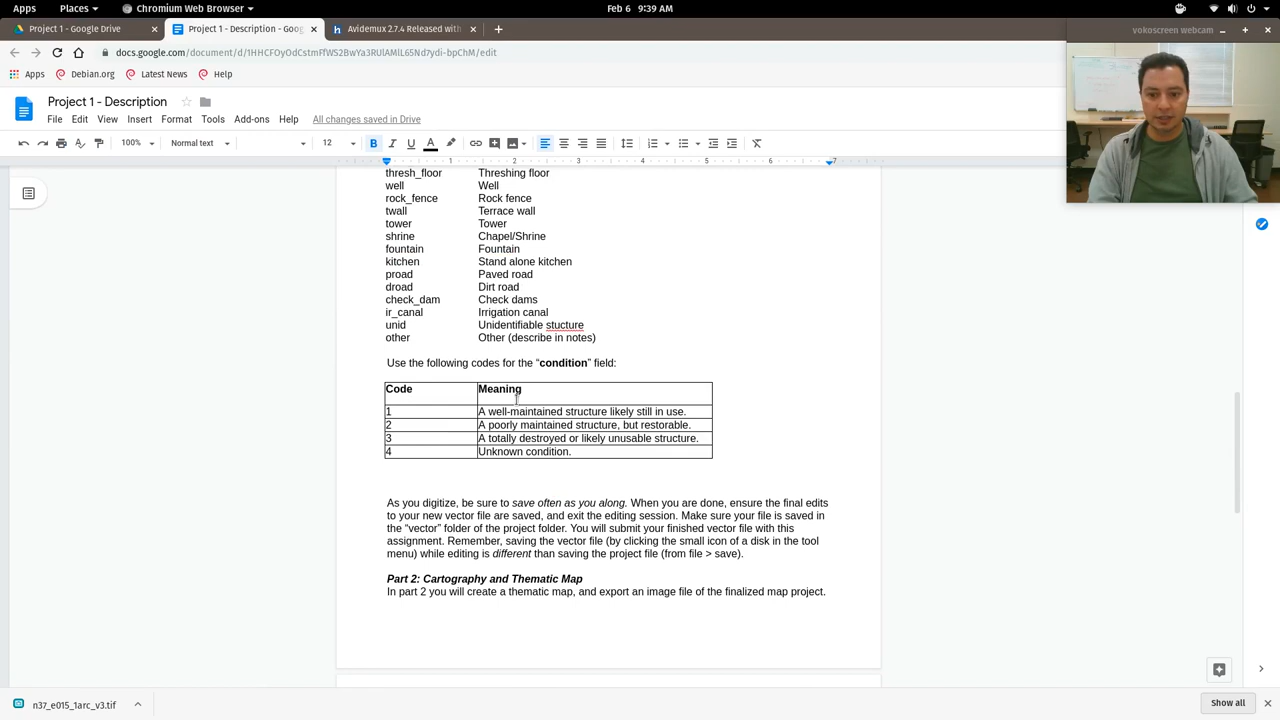 Apps Places Chromium Web Browser Feb 6 9:39 AM
Project 1 - Google Drive
Project 1 - Description - Goo
Avidemux 2.7.4 Released with
vokoscreen webcam
docs.google.com/document/d/1HHCFOyOdCstmFfWS2BwYa3RUlAMlL65Nd7ydi-bpChM/edit
Apps Debian.org Latest News Help
Project 1 - Description
File Edit View Insert Format Tools Add-ons Help All changes saved in Drive
100% Normal text 12
1 2 3 4 5 6 7
thresh_floor Threshing floor
well Well
rock_fence Rock fence
twall Terrace wall
tower Tower
shrine Chapel/Shrine
fountain Fountain
kitchen Stand alone kitchen
proad Paved road
droad Dirt road
check_dam Check dams
ir_canal Irrigation canal
unid Unidentifiable stucture
other Other (describe in notes)
Use the following codes for the “condition” field:
Code Meaning
1 A well-maintained structure likely still in use.
2 A poorly maintained structure, but restorable.
3 A totally destroyed or likely unusable structure.
4 Unknown condition.
As you digitize, be sure to save often as you along. When you are done, ensure the final edits
to your new vector file are saved, and exit the editing session. Make sure your file is saved in
the “vector” folder of the project folder. You will submit your finished vector file with this
assignment. Remember, saving the vector file (by clicking the small icon of a disk in the tool
menu) while editing is different than saving the project file (from file > save).
Part 2: Cartography and Thematic Map
In part 2 you will create a thematic map, and export an image file of the finalized map project.
n37_e015_1arc_v3.tif
Show all